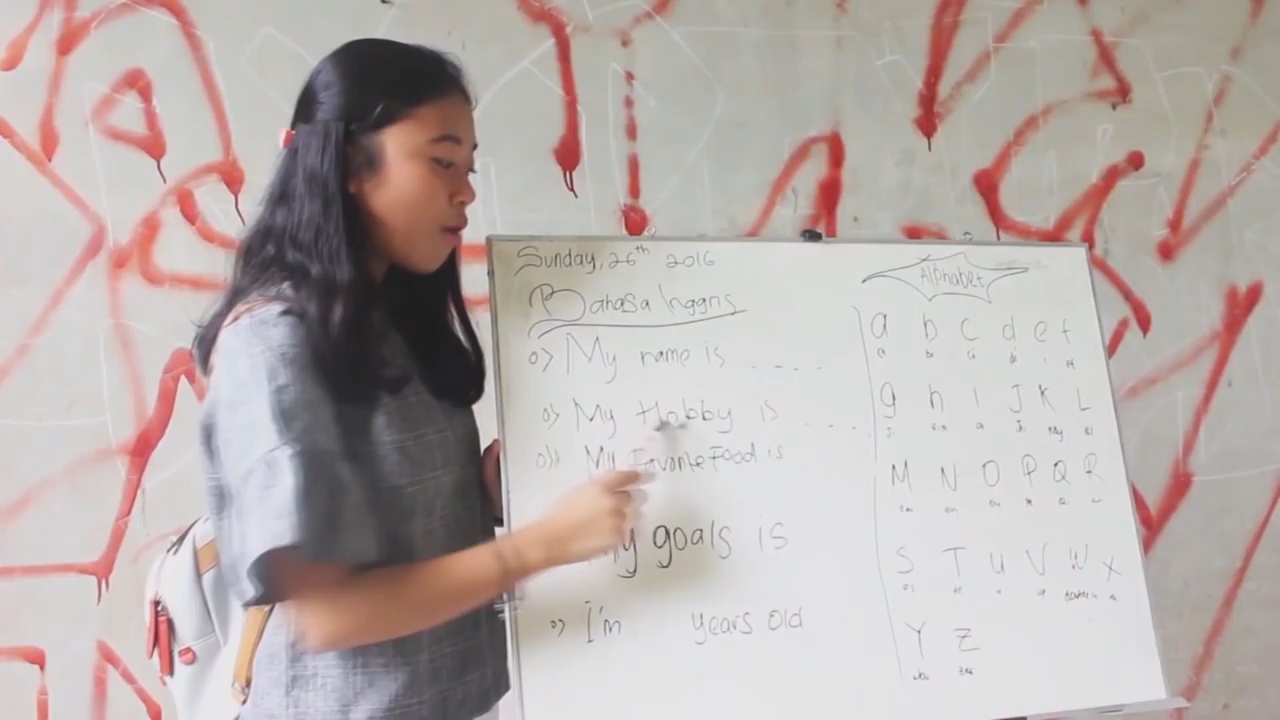 Sunday, 26th 2016
Bahasa Inggris
My name is ....
My Hobby is ....
My Favorite Food is
My goals is
I'm years old
Alphabet
a b c d e f
g h i J K L
M N O P Q R
S T U V W X
Y Z